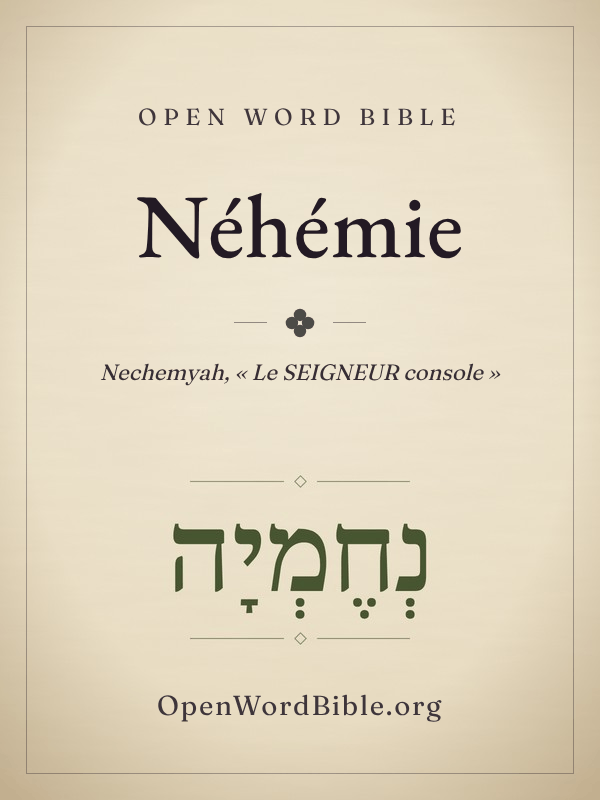 OPEN WORD BIBLE
Néhémie
Nechemyah, « Le SEIGNEUR console »
נְחֶמְיָה
OpenWordBible.org